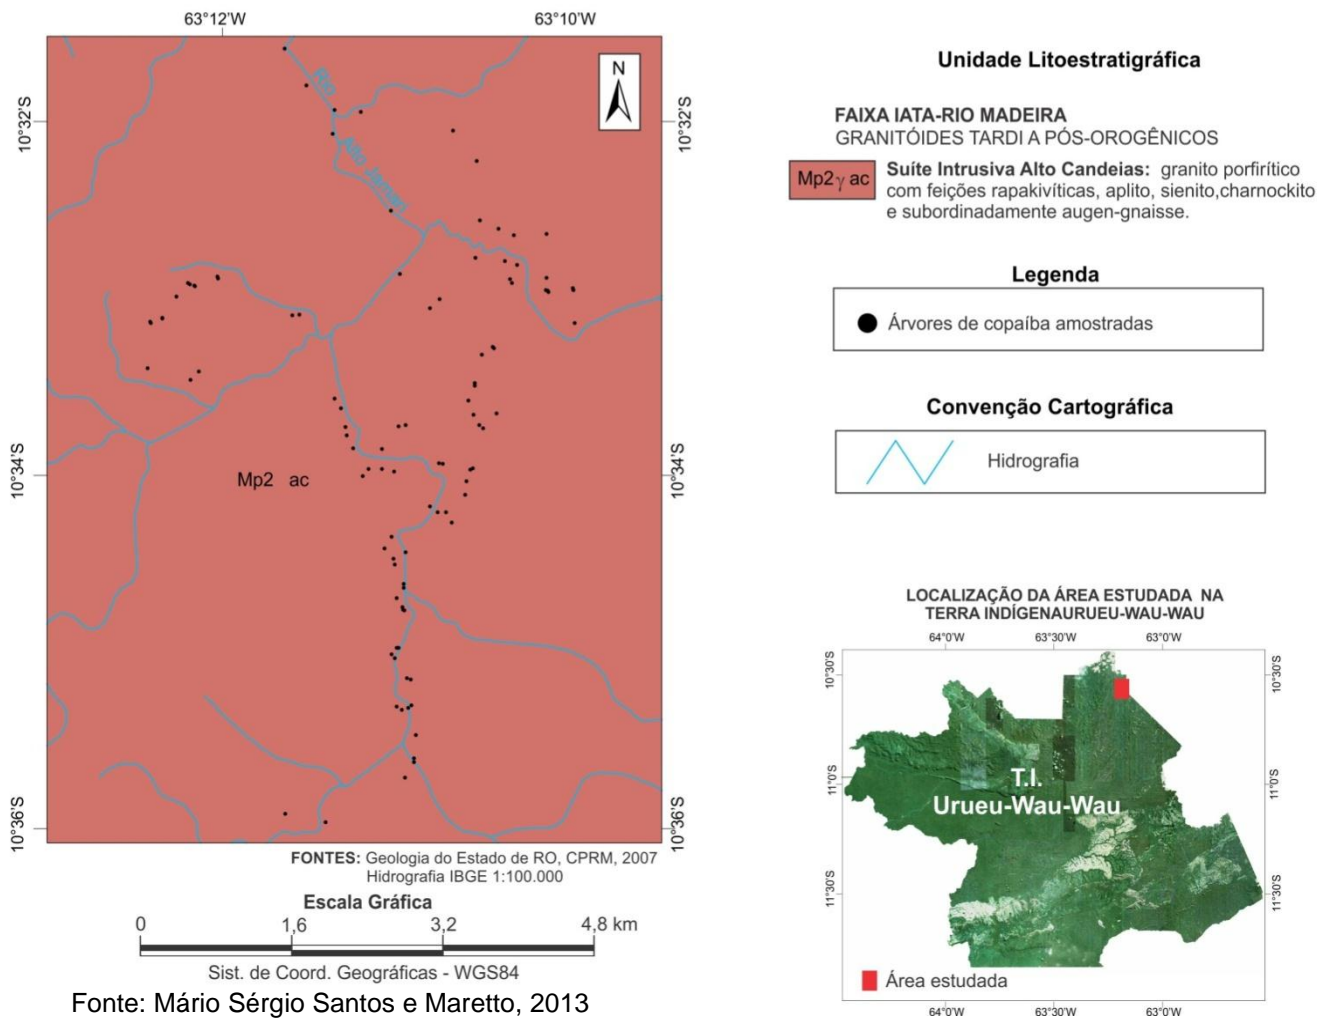 63°12'W
63°10'W
10°32'S
10°32'S
N
Rio
Alto Jamari
10°34'S
10°34'S
Mp2 ac
10°36'S
10°36'S
FONTES: Geologia do Estado de RO, CPRM, 2007
Hidrografia IBGE 1:100.000
Escala Gráfica
0 1,6 3,2 4,8 km
Sist. de Coord. Geográficas - WGS84
Fonte: Mário Sérgio Santos e Maretto, 2013
Unidade Litoestratigráfica
FAIXA IATA-RIO MADEIRA
GRANITÓIDES TARDI A PÓS-OROGÊNICOS
Mp2γ ac
Suíte Intrusiva Alto Candeias: granito porfirítico
com feições rapakivíticas, aplito, sienito,charnockito
e subordinadamente augen-gnaisse.
Legenda
Árvores de copaíba amostradas
Convenção Cartográfica
Hidrografia
LOCALIZAÇÃO DA ÁREA ESTUDADA NA
TERRA INDÍGENAURUEU-WAU-WAU
64°0'W
63°30'W
63°0'W
10°30'S
10°30'S
11°0'S
11°0'S
11°30'S
11°30'S
T.I.
Urueu-Wau-Wau
Área estudada
64°0'W
63°30'W
63°0'W